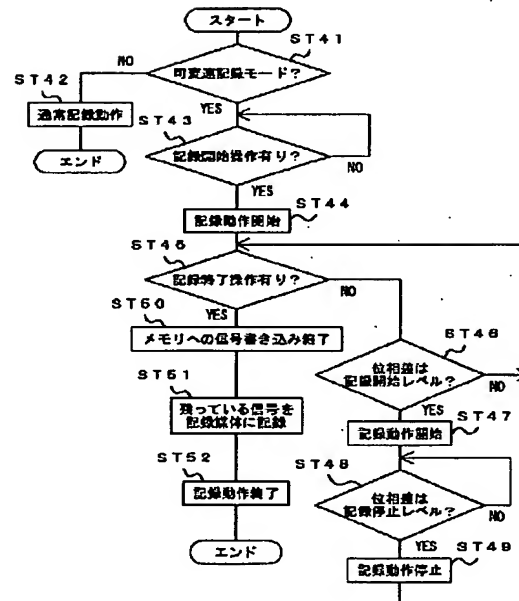 スタート
ST41
可変速記録モード?
NO
ST42
通常記録動作
エンド
YES
ST43
記録開始操作有り?
NO
YES
ST44
記録動作開始
ST45
記録終了操作有り?
NO
YES
ST50
メモリへの信号書き込み終了
ST51
残っている信号を
記録媒体に記録
ST52
記録動作終了
エンド
ST46
位相差は
記録開始レベル?
NO
YES
ST47
記録動作開始
ST48
位相差は
記録停止レベル?
NO
YES
ST49
記録動作停止